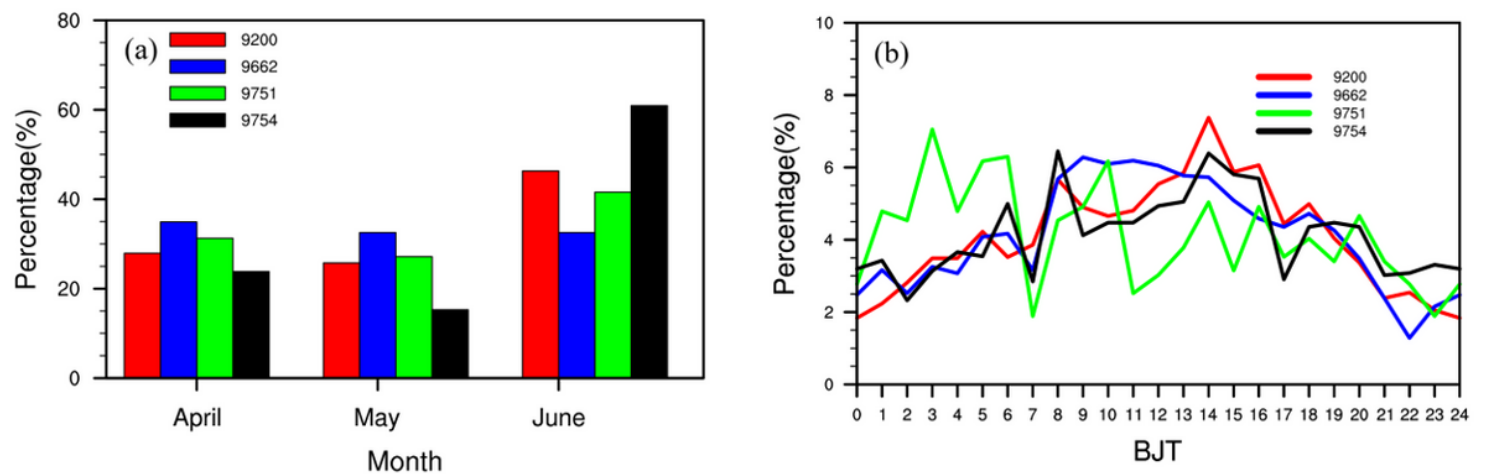 (a)
9200
9662
9751
9754
80
60
40
20
0
Percentage(%)
April May June
Month
(b)
9200
9662
9751
9754
10
8
6
4
2
0
Percentage(%)
0 1 2 3 4 5 6 7 8 9 10 11 12 13 14 15 16 17 18 19 20 21 22 23 24
BJT